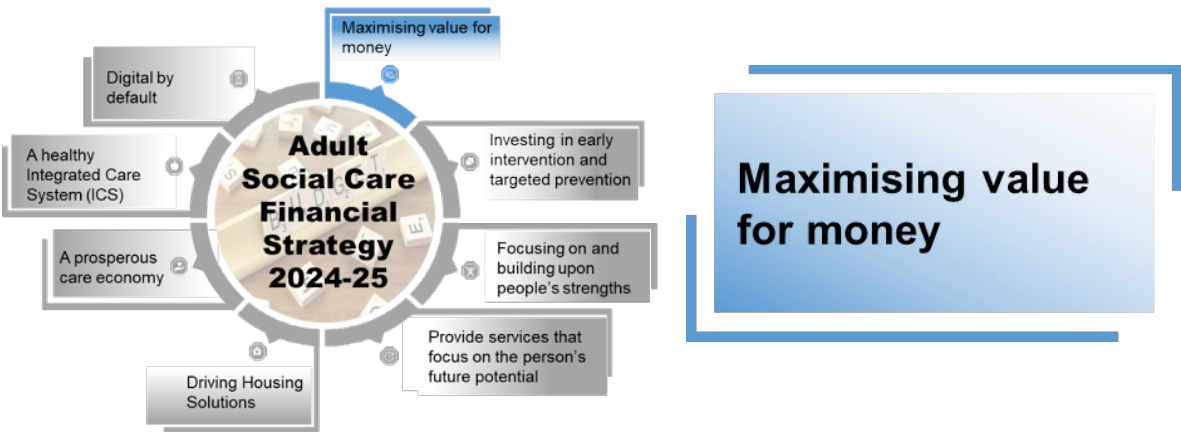 Maximising value for
money
Digital by
default
A healthy
Integrated Care
System (ICS)
A prosperous
care economy
Driving Housing
Solutions
Adult
Social Care
Financial
Strategy
2024-25
Investing in early
intervention and
targeted prevention
Focusing on and
building upon
people's strengths
Provide services that
focus on the person's
future potential
Maximising value
for money